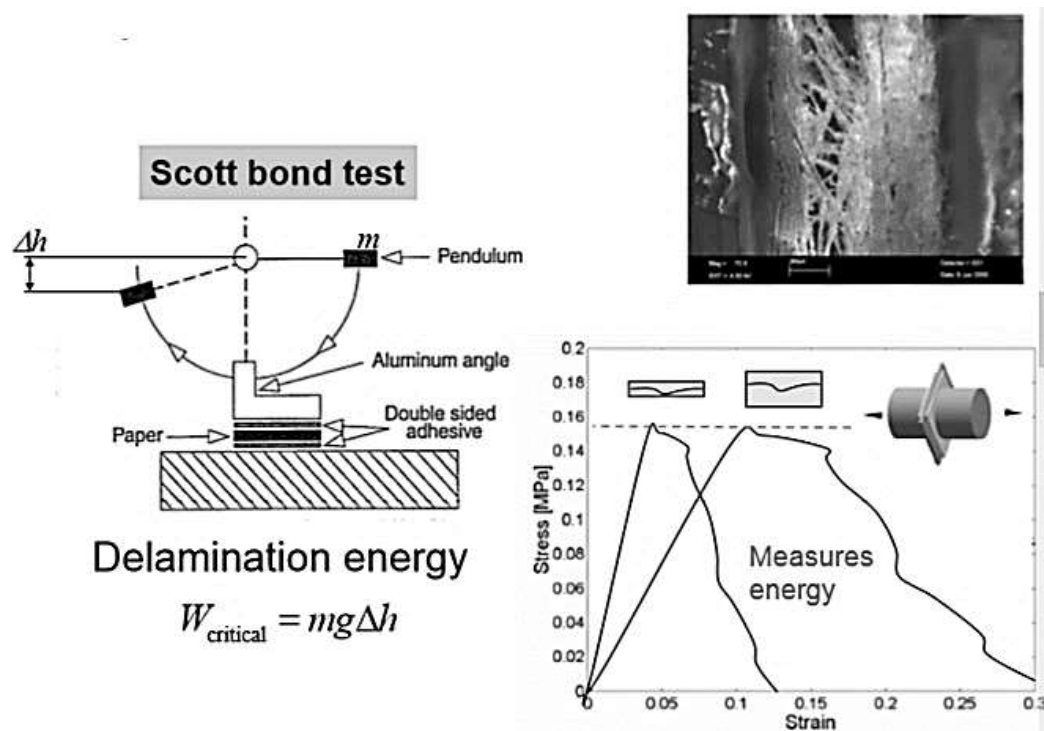 Scott bond test
Δh
m
Pendulum
Aluminum angle
Double sided
adhesive
Paper
Delamination energy
W critical = mgΔh
0.2
0.18
0.16
0.14
0.12
0.1
0.08
0.06
0.04
0.02
0
Stress [MPa]
Measures
energy
0 0.05 0.1 0.15 0.2 0.25 0.3
Strain